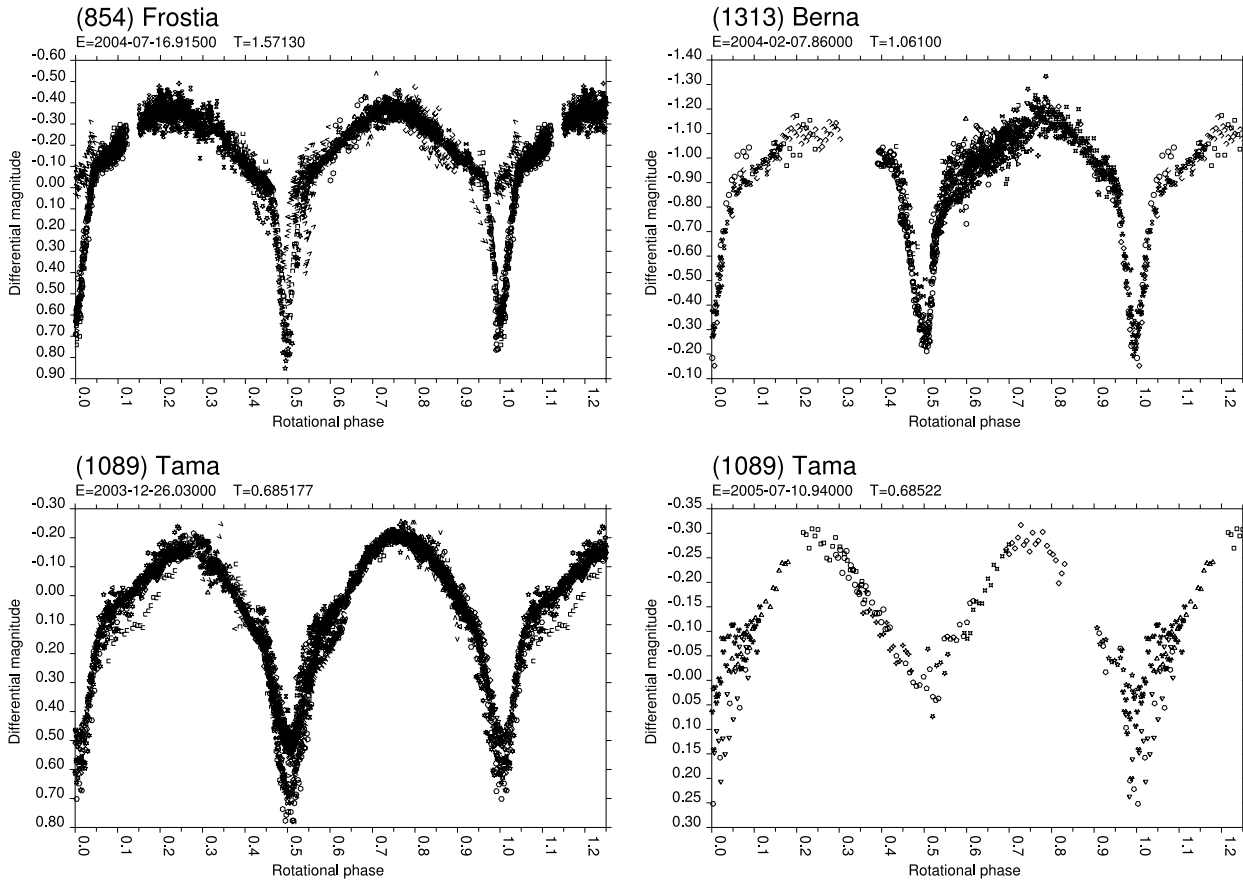 (854) Frostia
E=2004-07-16.91500 T=1.57130
-0.60
-0.50
-0.40
-0.30
-0.20
-0.10
0.00
0.10
0.20
0.30
0.40
0.50
0.60
0.70
0.80
0.90
Differential magnitude
0.0 0.1 0.2 0.3 0.4 0.5 0.6 0.7 0.8 0.9 1.0 1.1 1.2
Rotational phase
(1313) Berna
E=2004-02-07.86000 T=1.06100
-1.40
-1.30
-1.20
-1.10
-1.00
-0.90
-0.80
-0.70
-0.60
-0.50
-0.40
-0.30
-0.20
-0.10
Differential magnitude
0.0 0.1 0.2 0.3 0.4 0.5 0.6 0.7 0.8 0.9 1.0 1.1 1.2
Rotational phase
(1089) Tama
E=2003-12-26.03000 T=0.685177
-0.30
-0.20
-0.10
0.00
0.10
0.20
0.30
0.40
0.50
0.60
0.70
0.80
Differential magnitude
0.0 0.1 0.2 0.3 0.4 0.5 0.6 0.7 0.8 0.9 1.0 1.1 1.2
Rotational phase
(1089) Tama
E=2005-07-10.94000 T=0.68522
-0.35
-0.30
-0.25
-0.20
-0.15
-0.10
-0.05
-0.00
0.05
0.10
0.15
0.20
0.25
0.30
Differential magnitude
0.0 0.1 0.2 0.3 0.4 0.5 0.6 0.7 0.8 0.9 1.0 1.1 1.2
Rotational phase